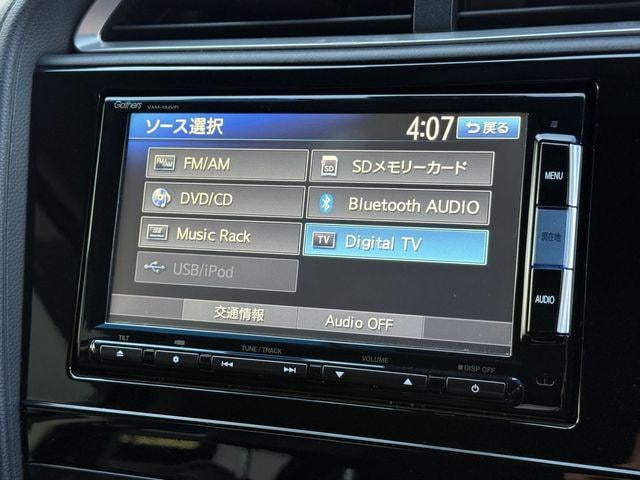 Gathers VXM-192VFi
ソース選択 4:07 戻る
FM/AM SDメモリーカード
DVD/CD Bluetooth AUDIO
Music Rack TV Digital TV
USB/iPod
交通情報 Audio OFF
MENU
現在地
AUDIO
TILT TUNE / TRACK VOLUME DISP OFF